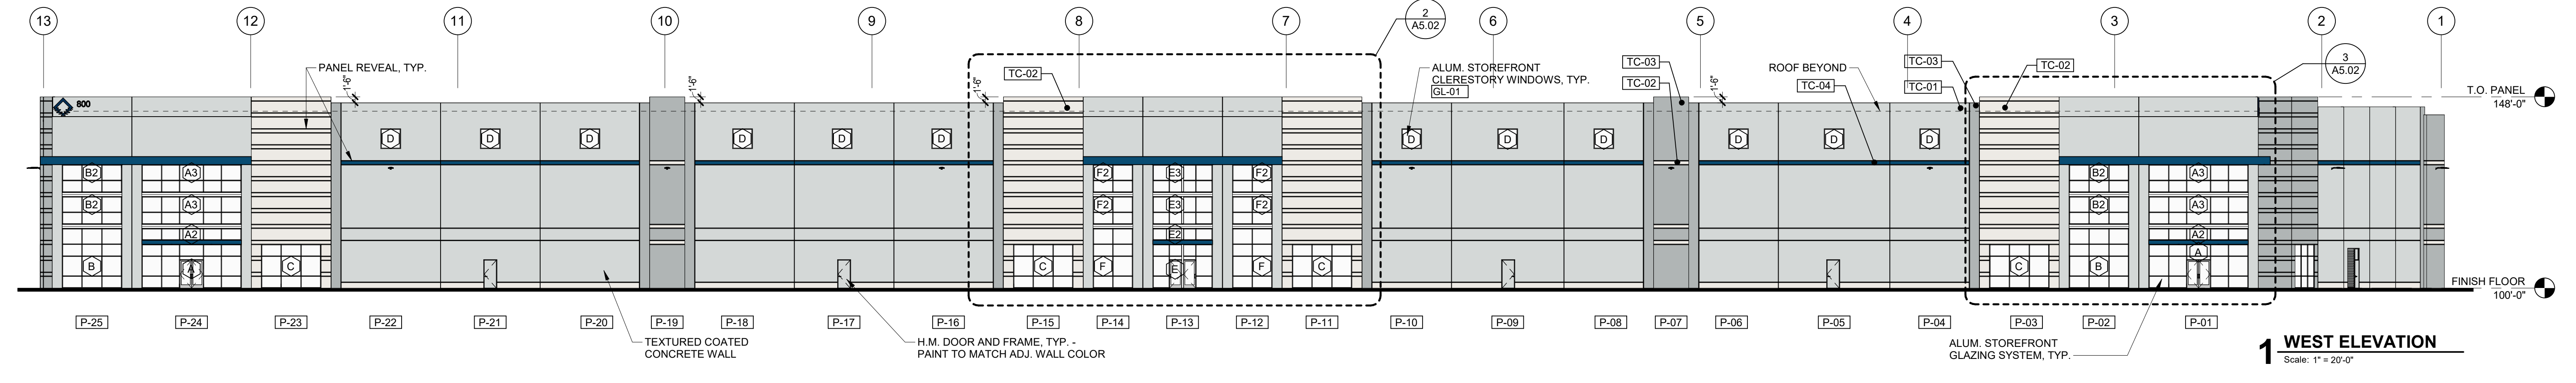 13 12 11 10 9 8 7 6 5 4 3 2 1
2
A5.02
3
A5.02
PANEL REVEAL, TYP.
1'-6" 1'-6" 1'-6" 1'-6"
TC-02
ALUM. STOREFRONT
CLERESTORY WINDOWS, TYP.
GL-01
TC-03
TC-02
ROOF BEYOND
TC-04
TC-03
TC-01
TC-02
T.O. PANEL
148'-0"
800
D D D D D D D D D D D D
B2 A3 F2 E3 F2 B2 A3
B2 A3 F2 E3 F2 B2 A3
A2 E2 A2
B A C C F E F C C B A
FINISH FLOOR
100'-0"
P-25 P-24 P-23 P-22 P-21 P-20 P-19 P-18 P-17 P-16 P-15 P-14 P-13 P-12 P-11 P-10 P-09 P-08 P-07 P-06 P-05 P-04 P-03 P-02 P-01
TEXTURED COATED
CONCRETE WALL
H.M. DOOR AND FRAME, TYP. -
PAINT TO MATCH ADJ. WALL COLOR
ALUM. STOREFRONT
GLAZING SYSTEM, TYP.
1 WEST ELEVATION
Scale: 1" = 20'-0"